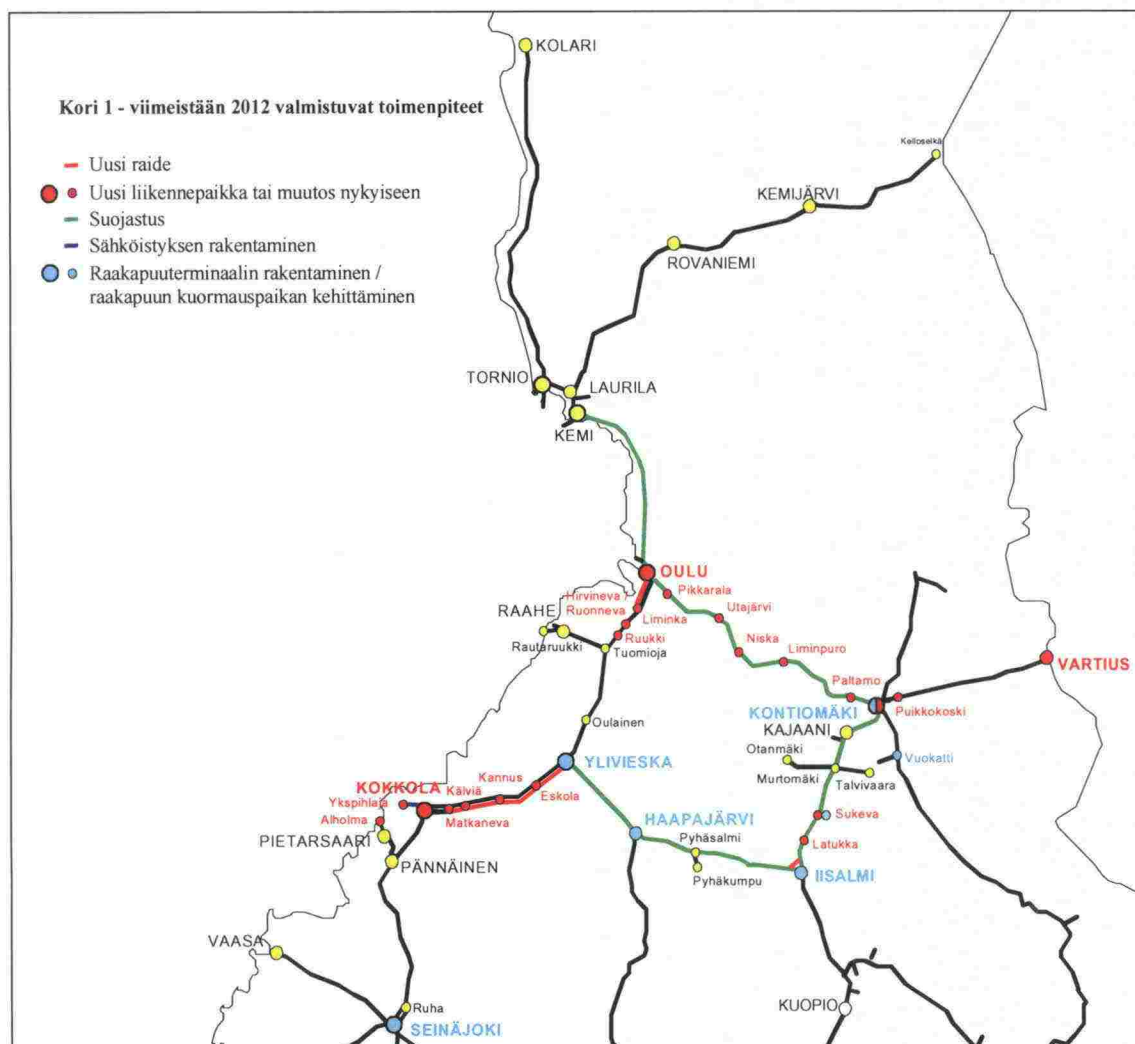 KOLARI
Kori 1 - viimeistään 2012 valmistuvat toimenpiteet
Uusi raide
Uusi liikennepaikka tai muutos nykyiseen
Suojastus
Sähköistyksen rakentaminen
Raakapuuterminaalin rakentaminen /
raakapuun kuormauspaikan kehittäminen
Kelloselkä
KEMIJÄRVI
ROVANIEMI
TORNIO
LAURILA
KEMI
OULU
Pikkarala
Hirvineva /
Ruonneva
Liminka
Utajärvi
RAAHE
Ruukki
Rautaruukki
Tuomioja
Niska
Liminpuro
VARTIUS
Paltamo
KONTIOMÄKI
Puikkokoski
KAJAANI
Oulainen
Otanmäki
Vuokatti
YLIVIESKA
Murtomäki
Talvivaara
Kannus
KOKKOLA
Kälviä
Eskola
Ykspihlaja
Matkaneva
Alholma
Sukeva
HAAPAJÄRVI
PIETARSAARI
Pyhäsalmi
Latukka
PÄNNÄINEN
Pyhäkumpu
IISALMI
VAASA
Ruha
KUOPIO
SEINÄJOKI